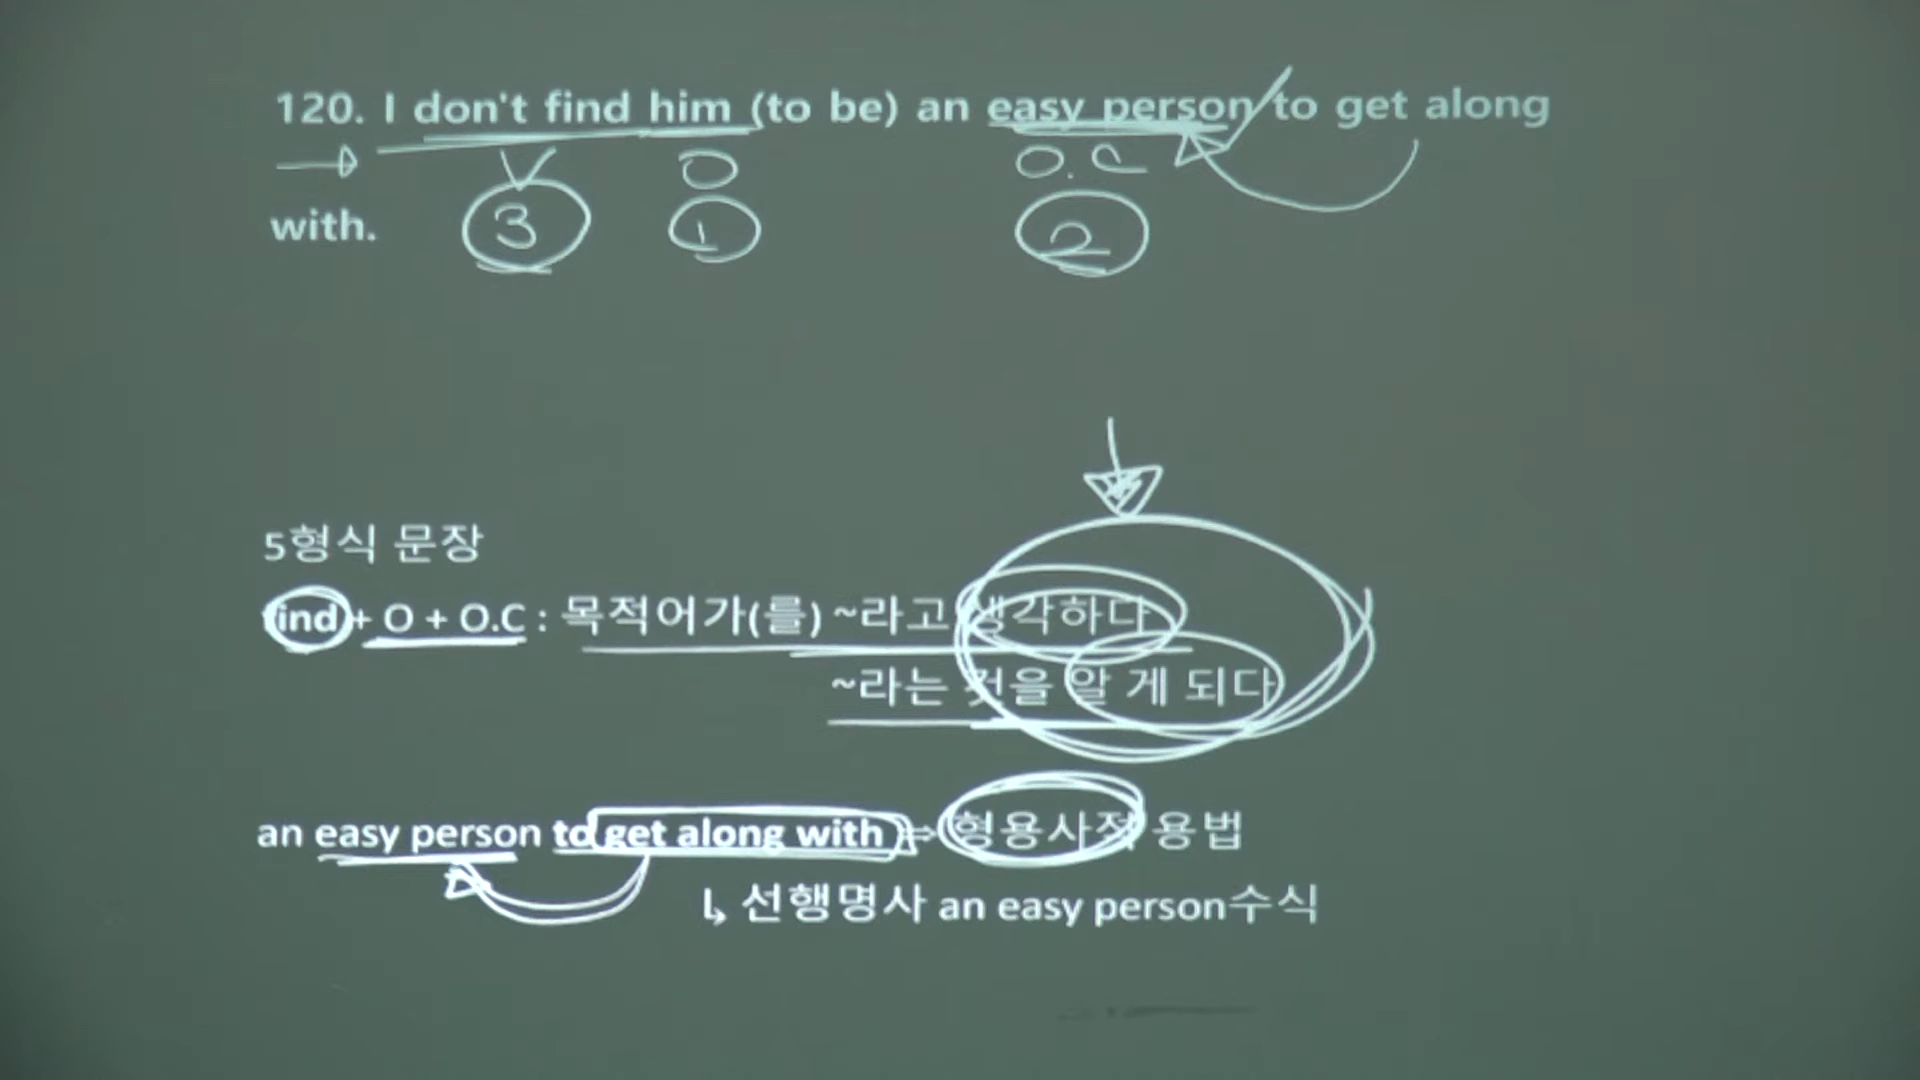 120. I don't find him (to be) an easy person to get along
V O O.C
with. 3 1 2
5형식 문장
find + O + O.C : 목적어가(를) ~라고 생각하다
~라는 것을 알 게 되다
an easy person to get along with ⇒ 형용사적 용법
↳ 선행명사 an easy person수식